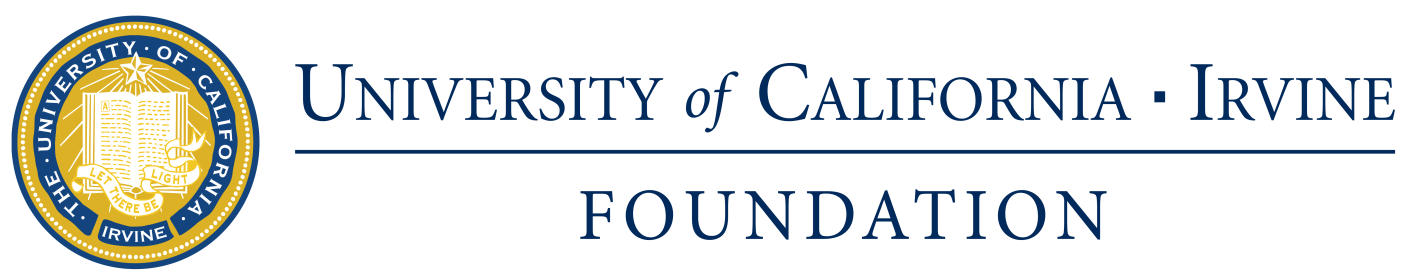 THE · UNIVERSITY · OF · CALIFORNIA ·
A
LET THERE BE LIGHT
IRVINE
UNIVERSITY of CALIFORNIA ▪ IRVINE
FOUNDATION